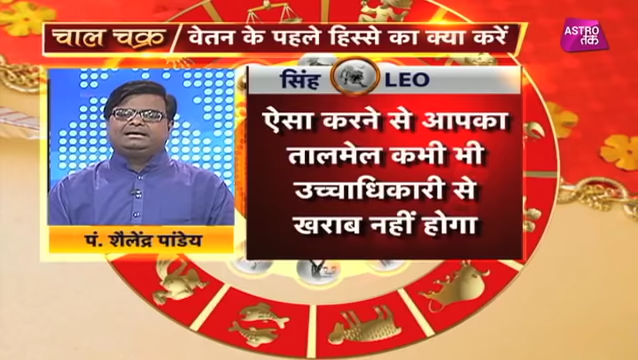 चाल चक्र / वेतन के पहले हिस्से का क्या करें
ASTRO
तक
सिंह LEO
ऐसा करने से आपका
तालमेल कभी भी
उच्चाधिकारी से
खराब नहीं होगा
पं. शैलेंद्र पांडेय